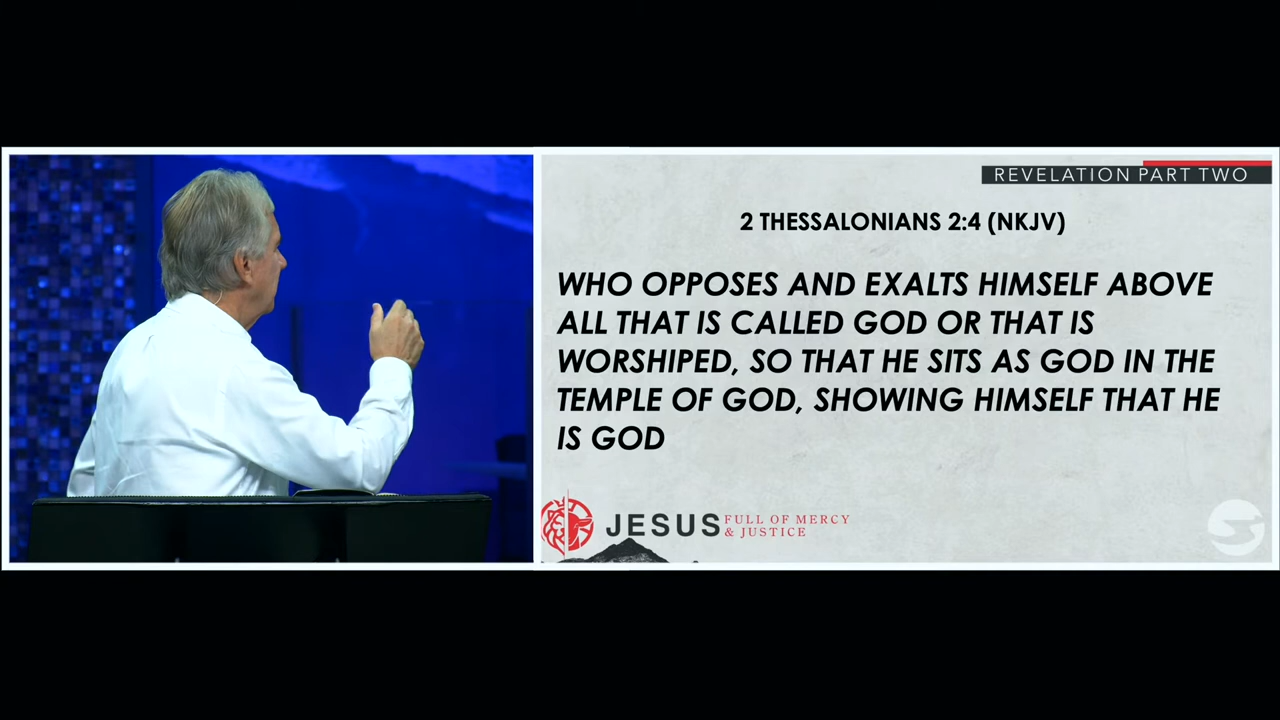 REVELATION PART TWO
2 THESSALONIANS 2:4 (NKJV)
WHO OPPOSES AND EXALTS HIMSELF ABOVE
ALL THAT IS CALLED GOD OR THAT IS
WORSHIPED, SO THAT HE SITS AS GOD IN THE
TEMPLE OF GOD, SHOWING HIMSELF THAT HE
IS GOD
JESUS
FULL OF MERCY
& JUSTICE